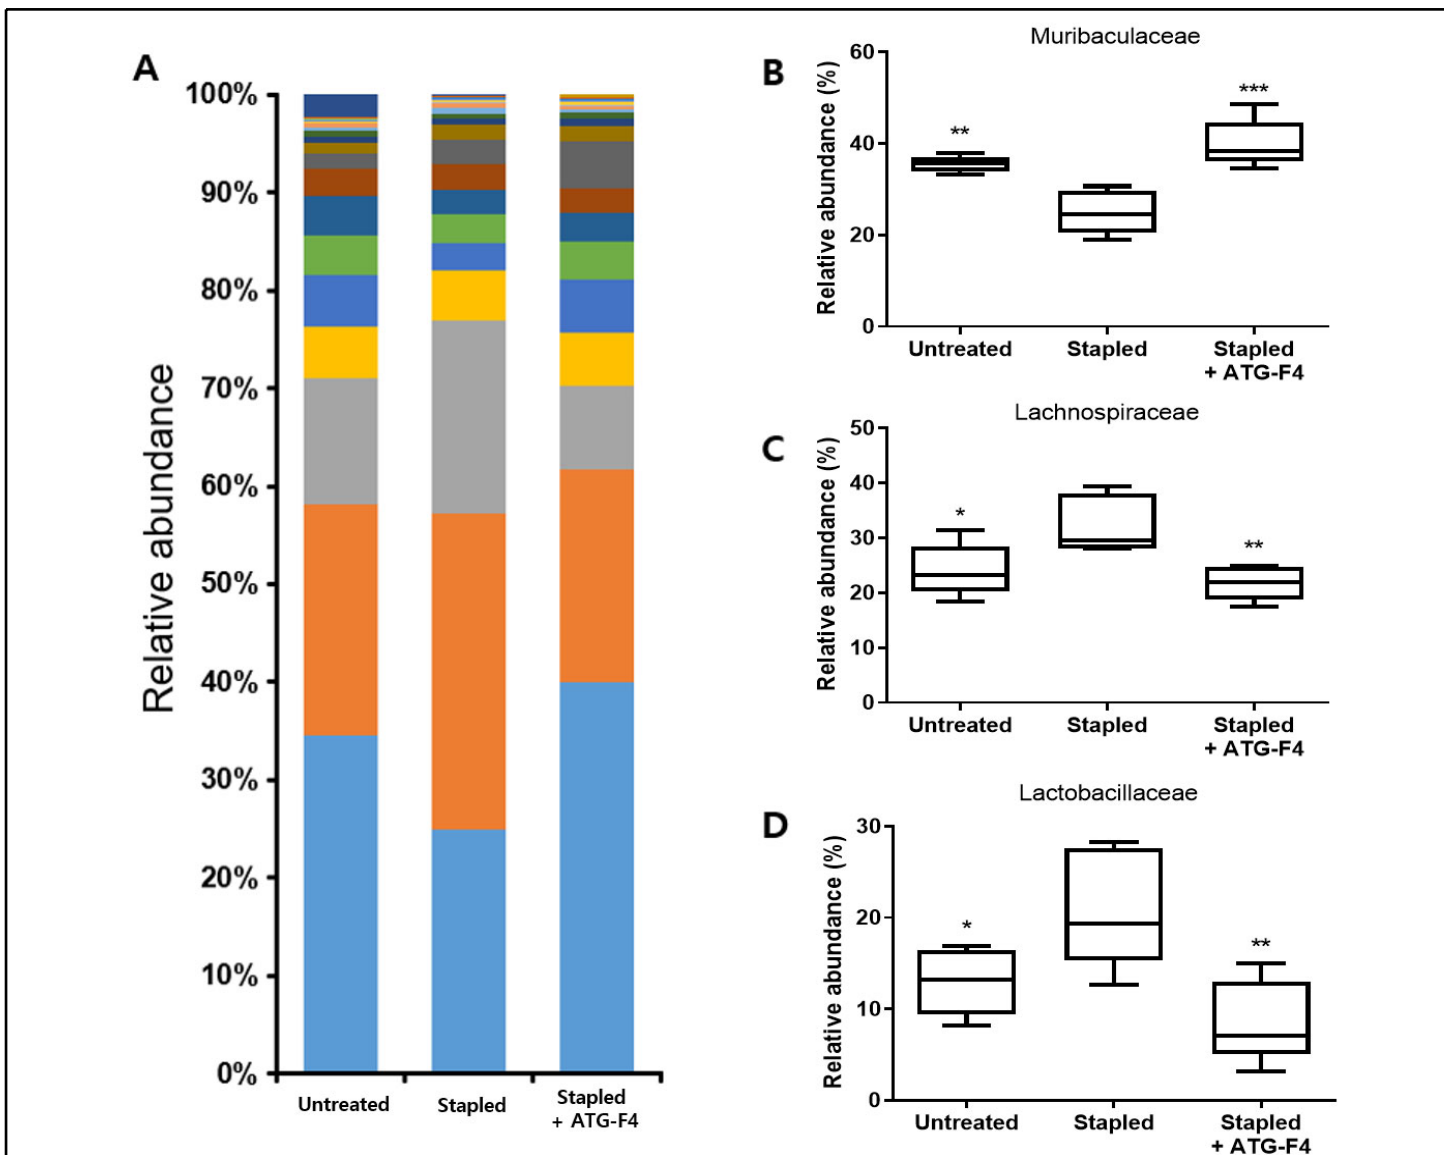 A
Relative abundance
100%
90%
80%
70%
60%
50%
40%
30%
20%
10%
0%
Untreated
Stapled
Stapled
+ ATG-F4
B
Muribaculaceae
Relative abundance (%)
60
40
20
0
**
***
Untreated
Stapled
Stapled
+ ATG-F4
C
Lachnospiraceae
Relative abundance (%)
50
40
30
20
10
0
*
**
Untreated
Stapled
Stapled
+ ATG-F4
D
Lactobacillaceae
Relative abundance (%)
30
20
10
0
*
**
Untreated
Stapled
Stapled
+ ATG-F4